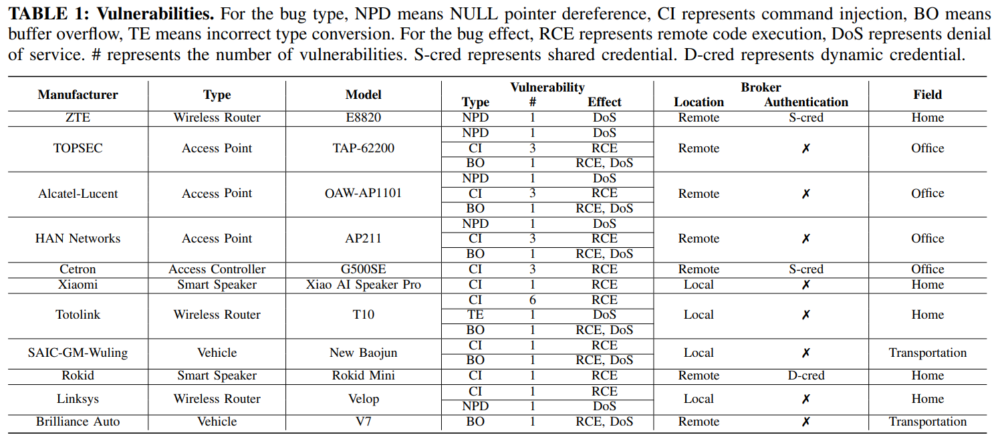 TABLE 1: Vulnerabilities. For the bug type, NPD means NULL pointer dereference, CI represents command injection, BO means
buffer overflow, TE means incorrect type conversion. For the bug effect, RCE represents remote code execution, DoS represents denial
of service. # represents the number of vulnerabilities. S-cred represents shared credential. D-cred represents dynamic credential.
Manufacturer Type Model Vulnerability Broker Field
Type # Effect Location Authentication
ZTE Wireless Router E8820 NPD 1 DoS Remote S-cred Home
NPD 1 DoS
TOPSEC Access Point TAP-62200 CI 3 RCE Remote ✗ Office
BO 1 RCE, DoS
NPD 1 DoS
Alcatel-Lucent Access Point OAW-AP1101 CI 3 RCE Remote ✗ Office
BO 1 RCE, DoS
NPD 1 DoS
HAN Networks Access Point AP211 CI 3 RCE Remote ✗ Office
BO 1 RCE, DoS
Cetron Access Controller G500SE CI 3 RCE Remote S-cred Office
Xiaomi Smart Speaker Xiao AI Speaker Pro CI 1 RCE Local ✗ Home
CI 6 RCE
Totolink Wireless Router T10 TE 1 DoS Local ✗ Home
BO 1 RCE, DoS
CI 1 RCE
SAIC-GM-Wuling Vehicle New Baojun Local ✗ Transportation
BO 1 RCE, DoS
Rokid Smart Speaker Rokid Mini CI 1 RCE Remote D-cred Home
CI 1 RCE
Linksys Wireless Router Velop Local ✗ Home
NPD 1 DoS
Brilliance Auto Vehicle V7 BO 1 RCE, DoS Remote ✗ Transportation